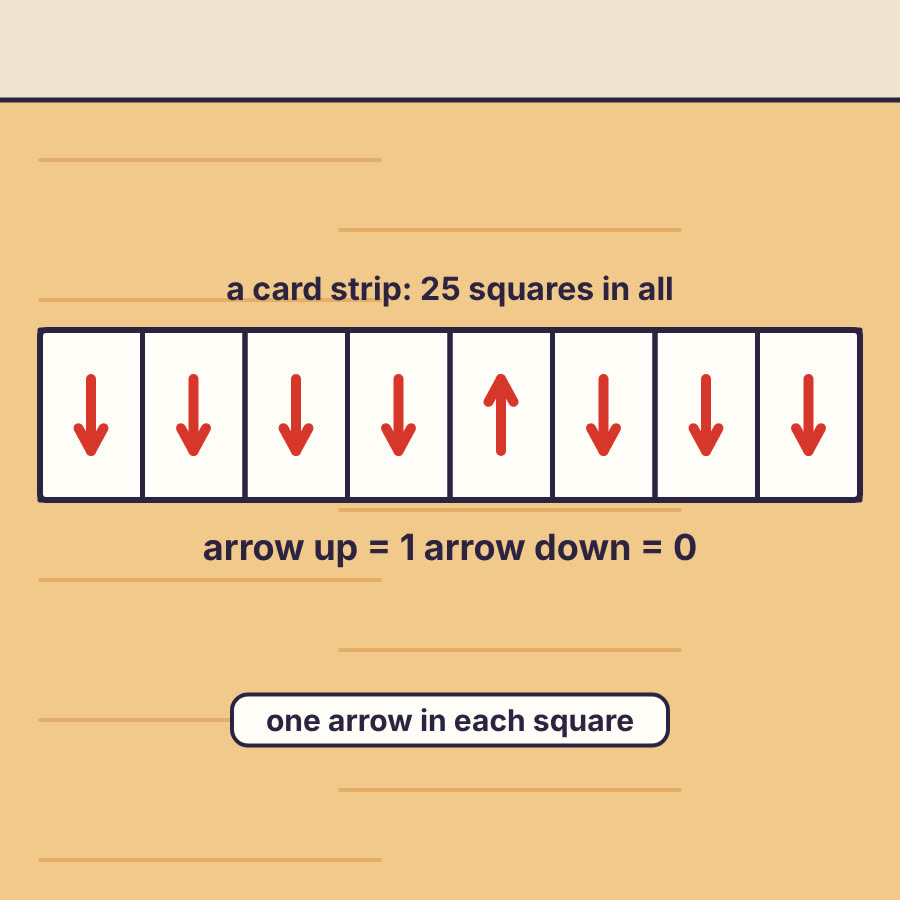 a card strip: 25 squares in all
arrow up = 1 arrow down = 0
one arrow in each square